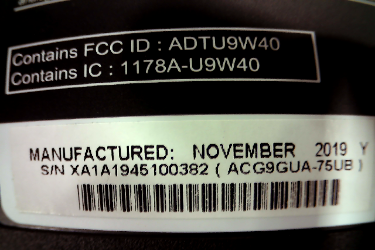 Contains FCC ID : ADTU9W40
Contains IC : 1178A-U9W40
MANUFACTURED: NOVEMBER 2019 Y
S/N XA1A1945100382 ( ACG9GUA-75UB )